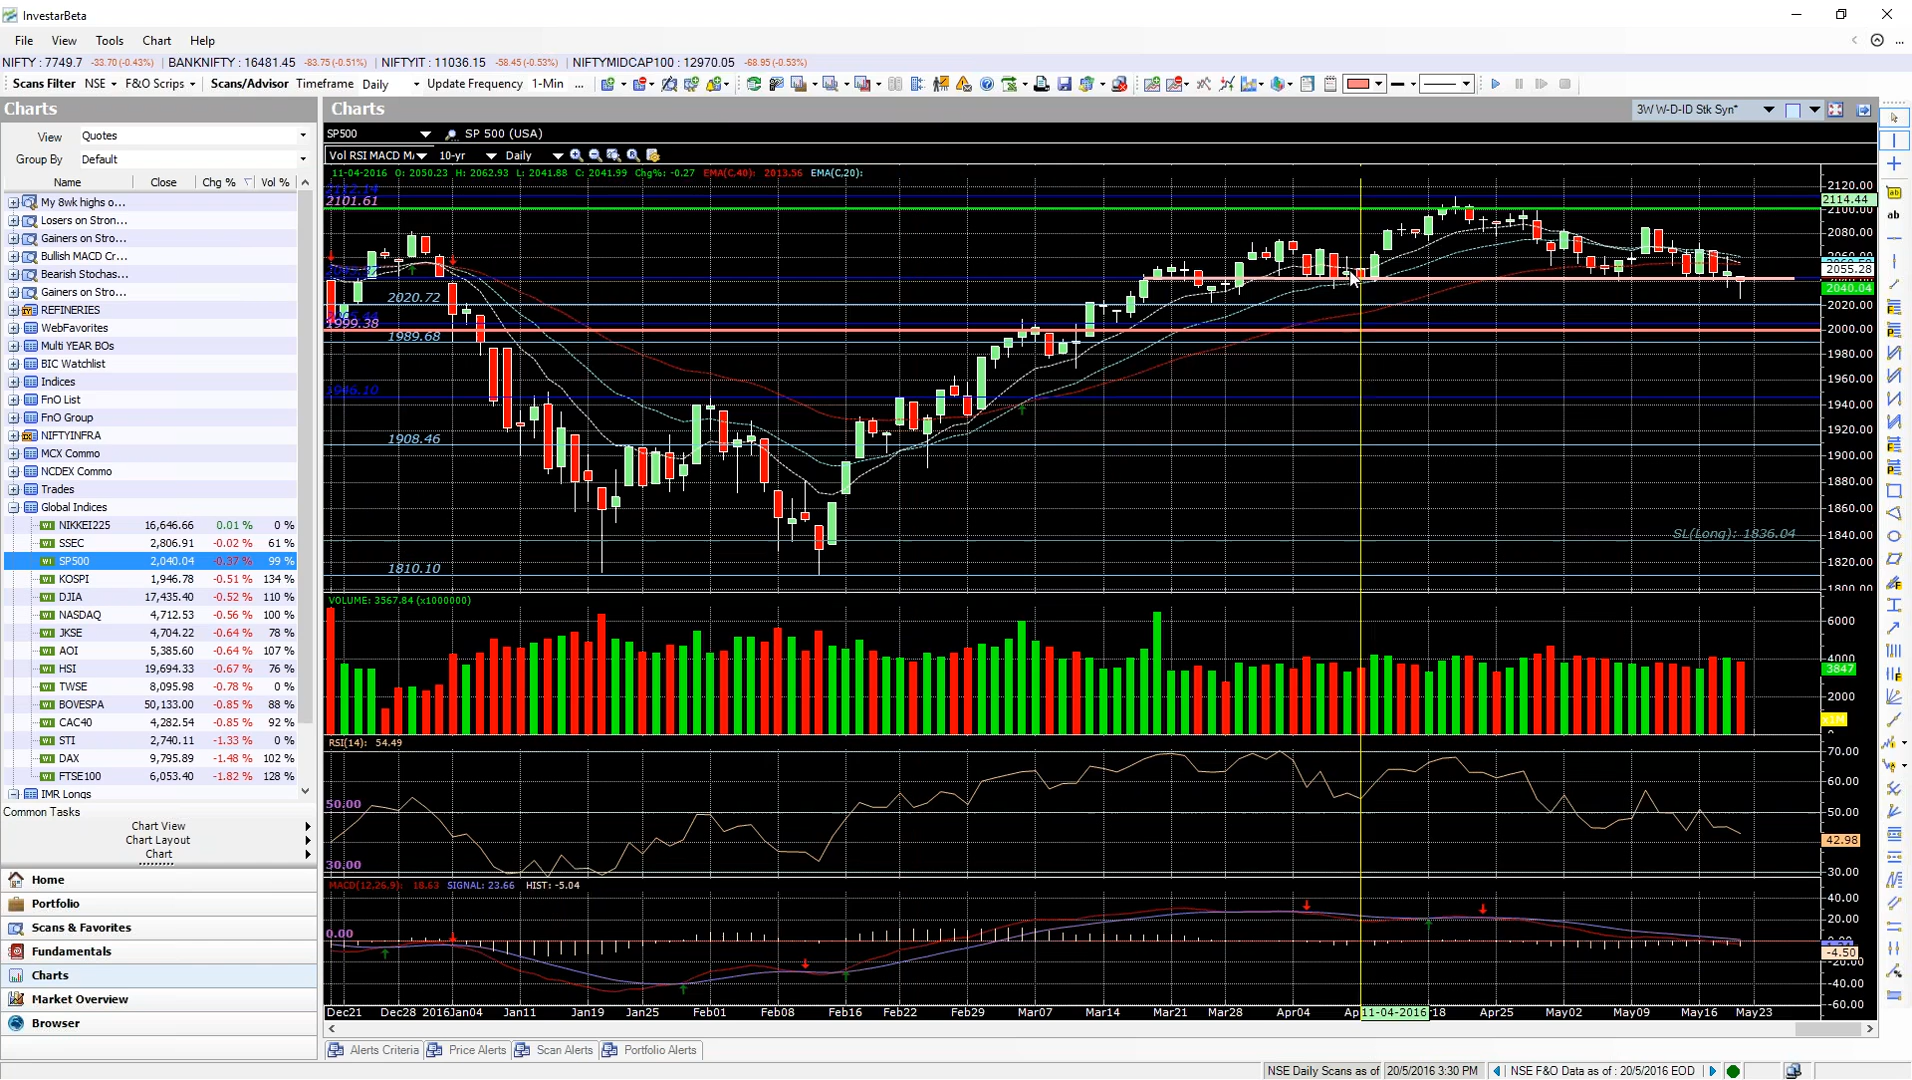 InvestarBeta
File View Tools Chart Help
NIFTY : 7749.7 -33.70 (-0.43%) | BANKNIFTY : 16481.45 -83.75 (-0.51%) | NIFTYIT : 11036.15 -58.45 (-0.53%) | NIFTYMIDCAP100 : 12970.05 -68.95 (-0.53%)
Scans Filter NSE F&O Scrips Scans/Advisor Timeframe Daily Update Frequency 1-Min ...
Charts
View Quotes
Group By Default
Name Close Chg % Vol %
My 8wk highs o...
Losers on Stron...
Gainers on Stro...
Bullish MACD Cr...
Bearish Stochas...
Gainers on Stro...
REFINERIES
WebFavorites
Multi YEAR BOs
BIC Watchlist
Indices
FnO List
FnO Group
NIFTYINFRA
MCX Commo
NCDEX Commo
Trades
Global Indices
NIKKEI225 16,646.66 0.01 % 0 %
SSEC 2,806.91 -0.02 % 61 %
SP500 2,040.04 -0.37 % 99 %
KOSPI 1,946.78 -0.51 % 134 %
DJIA 17,435.40 -0.52 % 110 %
NASDAQ 4,712.53 -0.56 % 100 %
JKSE 4,704.22 -0.64 % 78 %
AOI 5,385.60 -0.64 % 107 %
HSI 19,694.33 -0.67 % 76 %
TWSE 8,095.98 -0.78 % 0 %
BOVESPA 50,133.00 -0.85 % 88 %
CAC40 4,282.54 -0.85 % 92 %
STI 2,740.11 -1.33 % 0 %
DAX 9,795.89 -1.48 % 102 %
FTSE100 6,053.40 -1.82 % 128 %
IMR Longs
Common Tasks
Chart View
Chart Layout
Chart
Home
Portfolio
Scans & Favorites
Fundamentals
Charts
Market Overview
Browser
Charts
3W W-D-ID Stk Syn*
SP500 SP 500 (USA)
Vol RSI MACD M 10-yr Daily
11-04-2016 O: 2050.23 H: 2062.93 L: 2041.88 C: 2041.99 Chg%: -0.27 EMA(C,40): 2013.56 EMA(C,20):
2112.14
2101.61
2020.72
1999.38
1989.68
1946.10
1908.46
1810.10
SL(Long): 1836.04
2120.00
2114.44
2100.00
2080.00
2055.28
2040.04
2020.00
2000.00
1980.00
1960.00
1940.00
1920.00
1900.00
1880.00
1860.00
1840.00
1820.00
1800.00
VOLUME: 3567.84 (x1000000)
6000
4000
3847
2000
x1M
RSI(14): 54.49
50.00
30.00
70.00
60.00
50.00
42.98
30.00
MACD(12,26,9): 18.63 SIGNAL: 23.66 HIST: -5.04
0.00
40.00
20.00
-4.50
-20.00
-40.00
-60.00
Dec21 Dec28 2016Jan04 Jan11 Jan19 Jan25 Feb01 Feb08 Feb16 Feb22 Feb29 Mar07 Mar14 Mar21 Mar28 Apr04 11-04-2016 18 Apr25 May02 May09 May16 May23
Alerts Criteria Price Alerts Scan Alerts Portfolio Alerts
NSE Daily Scans as of 20/5/2016 3:30 PM NSE F&O Data as of : 20/5/2016 EOD